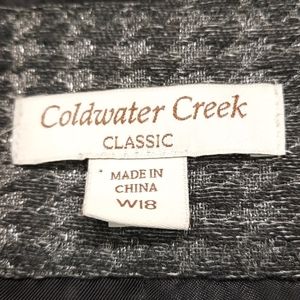 Coldwater Creek
CLASSIC
MADE IN
CHINA
W18